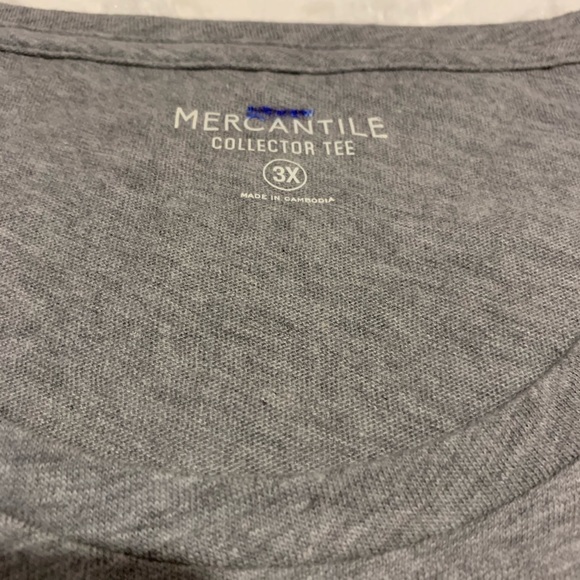 MERCANTILE
COLLECTOR TEE
3X
MADE IN CAMBODIA